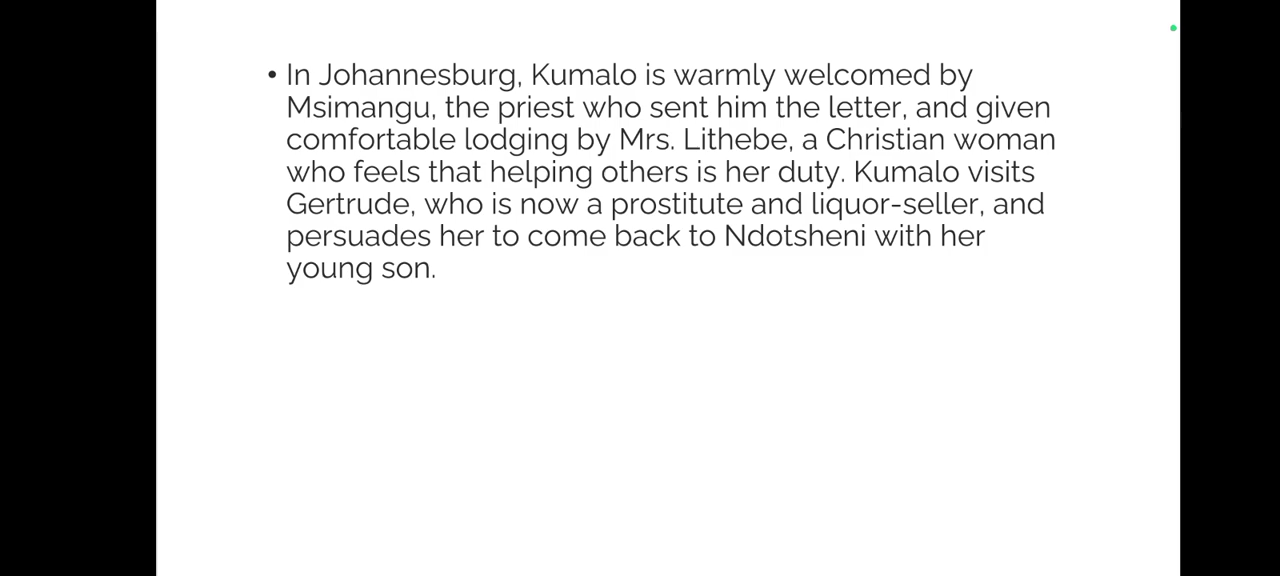 • In Johannesburg, Kumalo is warmly welcomed by
Msimangu, the priest who sent him the letter, and given
comfortable lodging by Mrs. Lithebe, a Christian woman
who feels that helping others is her duty. Kumalo visits
Gertrude, who is now a prostitute and liquor-seller, and
persuades her to come back to Ndotsheni with her
young son.